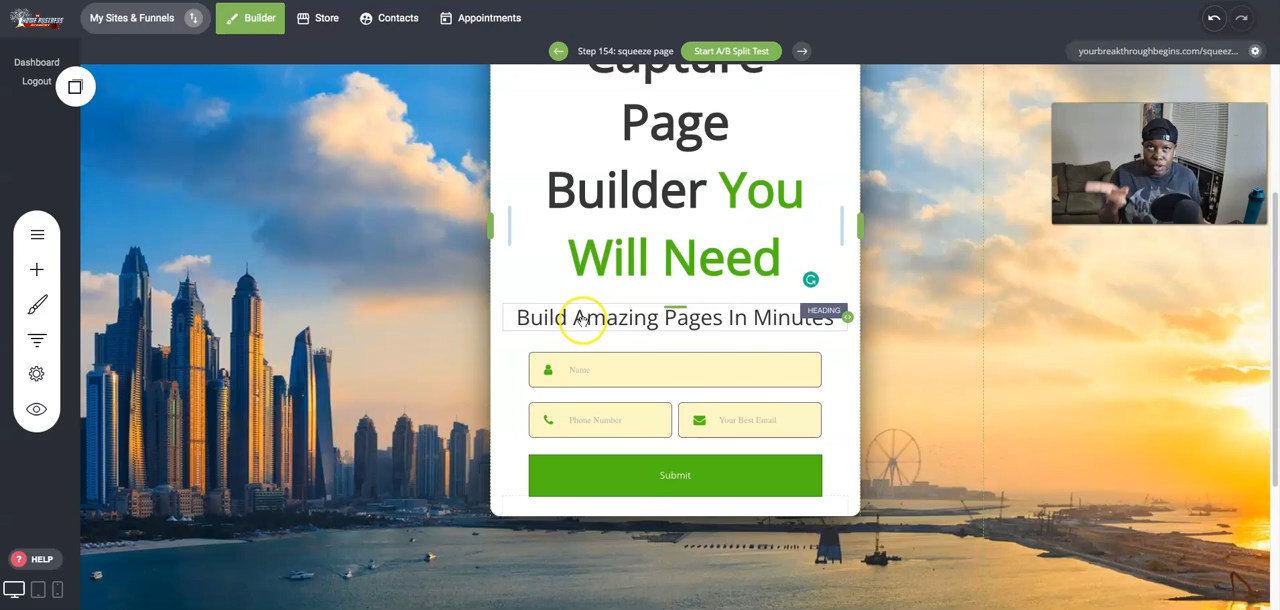 My Sites & Funnels
Builder
Store
Contacts
Appointments
Dashboard
Logout
Step 154: squeeze page
Start A/B Split Test
yourbreakthroughbegins.com/squeez...
Capture
Page
Builder You
Will Need
HEADING
Build Amazing Pages In Minutes
Name
Phone Number
Your Best Email
Submit
? HELP